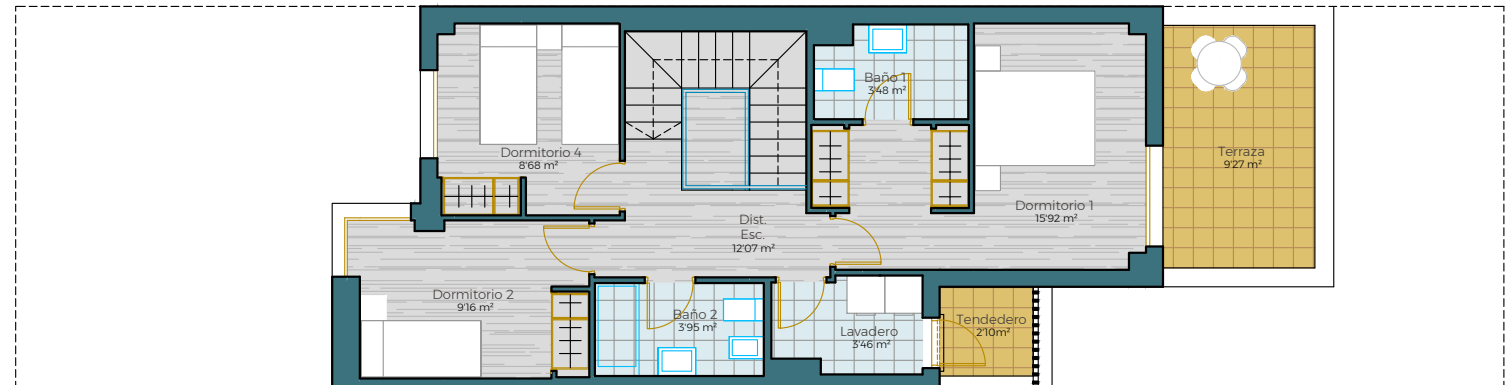 Baño 1
3'48 m²
Dormitorio 4
8'68 m²
Terraza
9'27 m²
Dormitorio 1
15'92 m²
Dist.
Esc.
12'07 m²
Dormitorio 2
9'16 m²
Baño 2
3'95 m²
Lavadero
3'46 m²
Tendedero
2'10m²